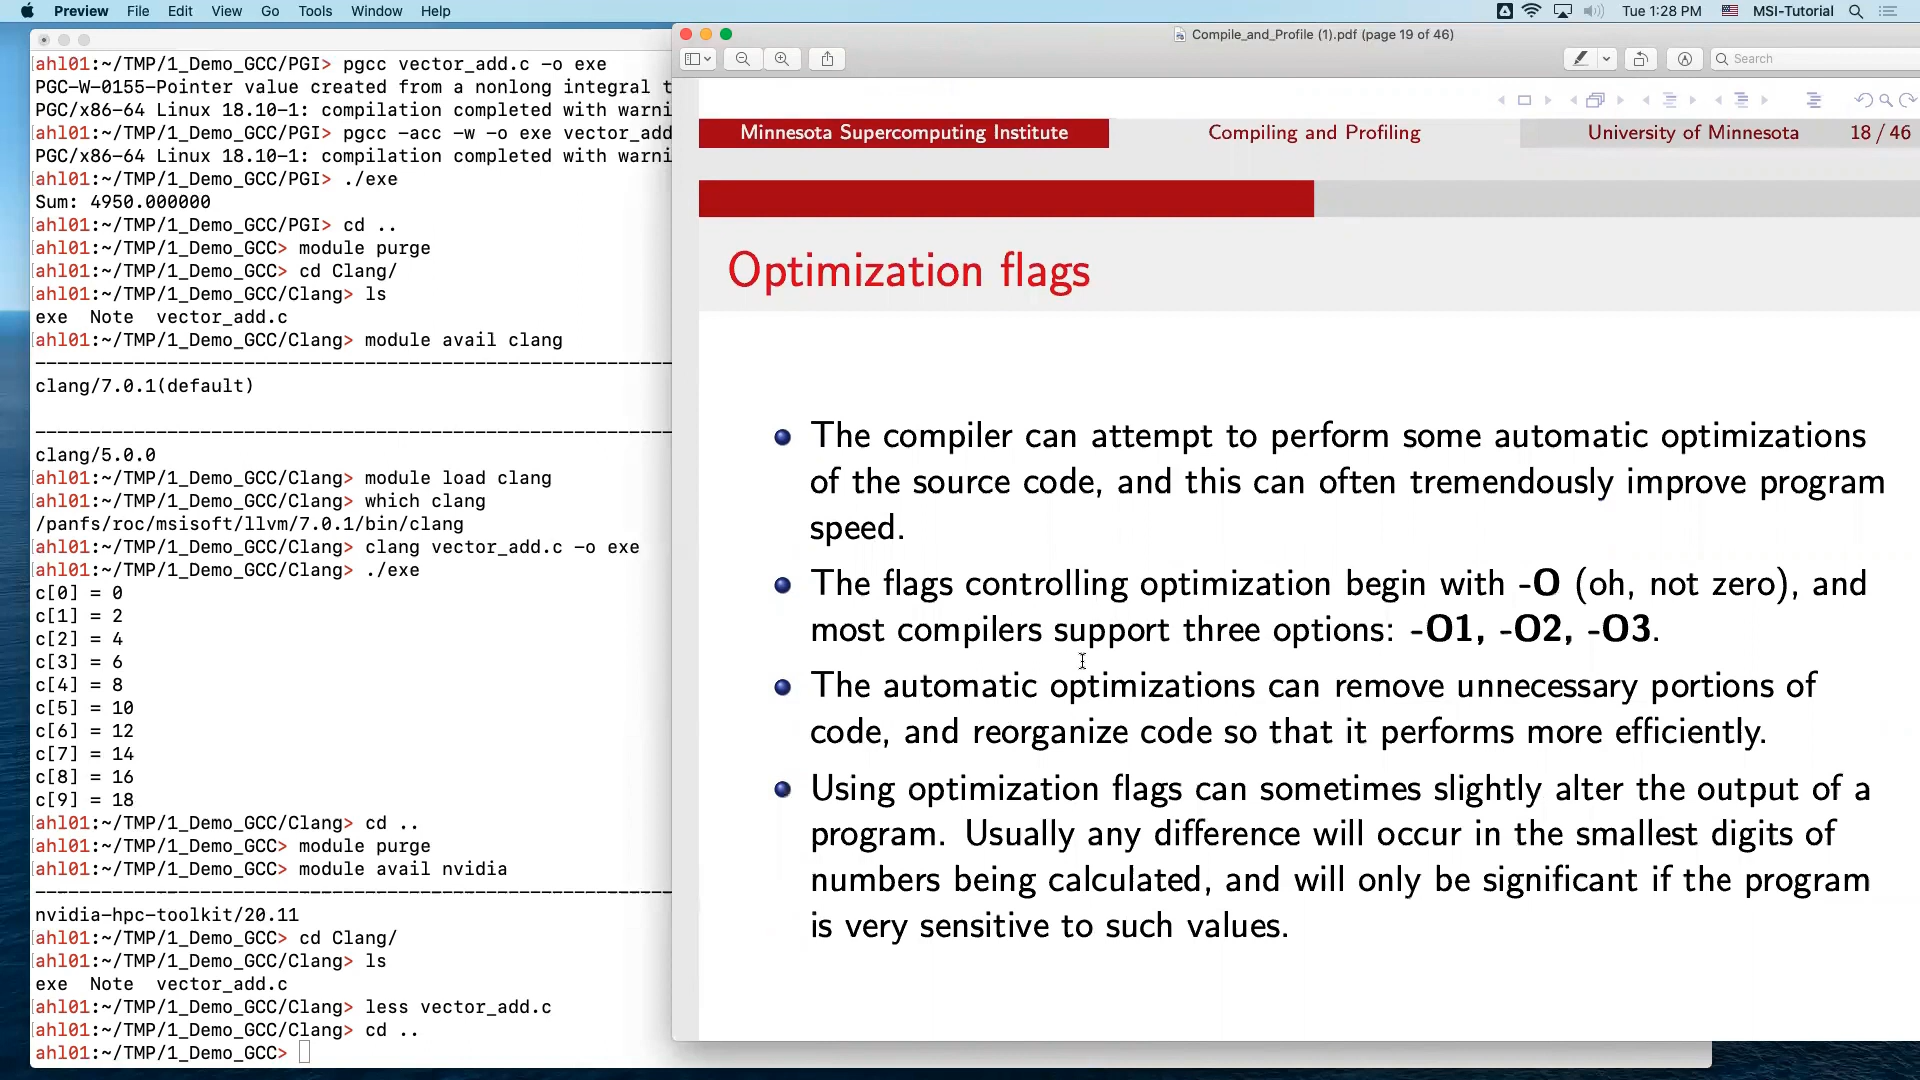 Preview File Edit View Go Tools Window Help Tue 1:28 PM MSI-Tutorial
[ahl01:~/TMP/1_Demo_GCC/PGI> pgcc vector_add.c -o exe
PGC-W-0155-Pointer value created from a nonlong integral t
PGC/x86-64 Linux 18.10-1: compilation completed with warni
[ahl01:~/TMP/1_Demo_GCC/PGI> pgcc -acc -w -o exe vector_add
PGC/x86-64 Linux 18.10-1: compilation completed with warni
[ahl01:~/TMP/1_Demo_GCC/PGI> ./exe
Sum: 4950.000000
[ahl01:~/TMP/1_Demo_GCC/PGI> cd ..
[ahl01:~/TMP/1_Demo_GCC> module purge
[ahl01:~/TMP/1_Demo_GCC> cd Clang/
[ahl01:~/TMP/1_Demo_GCC/Clang> ls
exe Note vector_add.c
[ahl01:~/TMP/1_Demo_GCC/Clang> module avail clang
clang/7.0.1(default)
clang/5.0.0
[ahl01:~/TMP/1_Demo_GCC/Clang> module load clang
[ahl01:~/TMP/1_Demo_GCC/Clang> which clang
/panfs/roc/msisoft/llvm/7.0.1/bin/clang
[ahl01:~/TMP/1_Demo_GCC/Clang> clang vector_add.c -o exe
[ahl01:~/TMP/1_Demo_GCC/Clang> ./exe
c[0] = 0
c[1] = 2
c[2] = 4
c[3] = 6
c[4] = 8
c[5] = 10
c[6] = 12
c[7] = 14
c[8] = 16
c[9] = 18
[ahl01:~/TMP/1_Demo_GCC/Clang> cd ..
[ahl01:~/TMP/1_Demo_GCC> module purge
[ahl01:~/TMP/1_Demo_GCC> module avail nvidia
nvidia-hpc-toolkit/20.11
[ahl01:~/TMP/1_Demo_GCC> cd Clang/
[ahl01:~/TMP/1_Demo_GCC/Clang> ls
exe Note vector_add.c
[ahl01:~/TMP/1_Demo_GCC/Clang> less vector_add.c
[ahl01:~/TMP/1_Demo_GCC/Clang> cd ..
ahl01:~/TMP/1_Demo_GCC>
Compile_and_Profile (1).pdf (page 19 of 46)
Search
Minnesota Supercomputing Institute Compiling and Profiling University of Minnesota 18 / 46
Optimization flags
The compiler can attempt to perform some automatic optimizations
of the source code, and this can often tremendously improve program
speed.
The flags controlling optimization begin with -O (oh, not zero), and
most compilers support three options: -O1, -O2, -O3.
The automatic optimizations can remove unnecessary portions of
code, and reorganize code so that it performs more efficiently.
Using optimization flags can sometimes slightly alter the output of a
program. Usually any difference will occur in the smallest digits of
numbers being calculated, and will only be significant if the program
is very sensitive to such values.